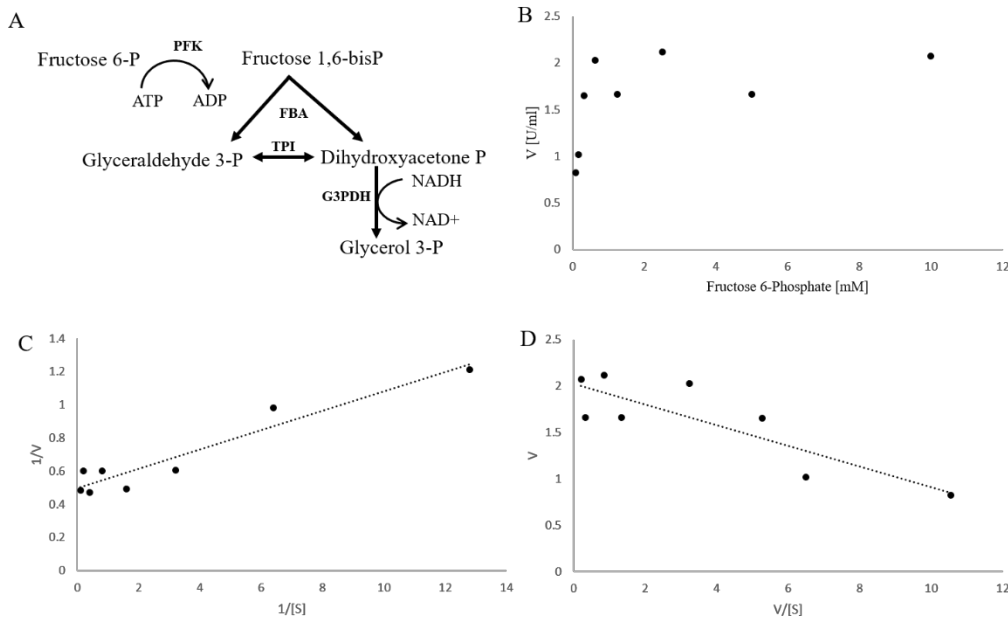 A
PFK
Fructose 6-P
Fructose 1,6-bisP
ATP
ADP
FBA
Glyceraldehyde 3-P
TPI
Dihydroxyacetone P
G3PDH
NADH
NAD+
Glycerol 3-P
B
2.5
2
1.5
1
0.5
0
V [U/ml]
0 2 4 6 8 10 12
Fructose 6-Phosphate [mM]
C
1.4
1.2
1
0.8
0.6
0.4
0.2
0
1/V
0 2 4 6 8 10 12 14
1/[S]
D
2.5
2
1.5
1
0.5
0
V
0 2 4 6 8 10 12
V/[S]